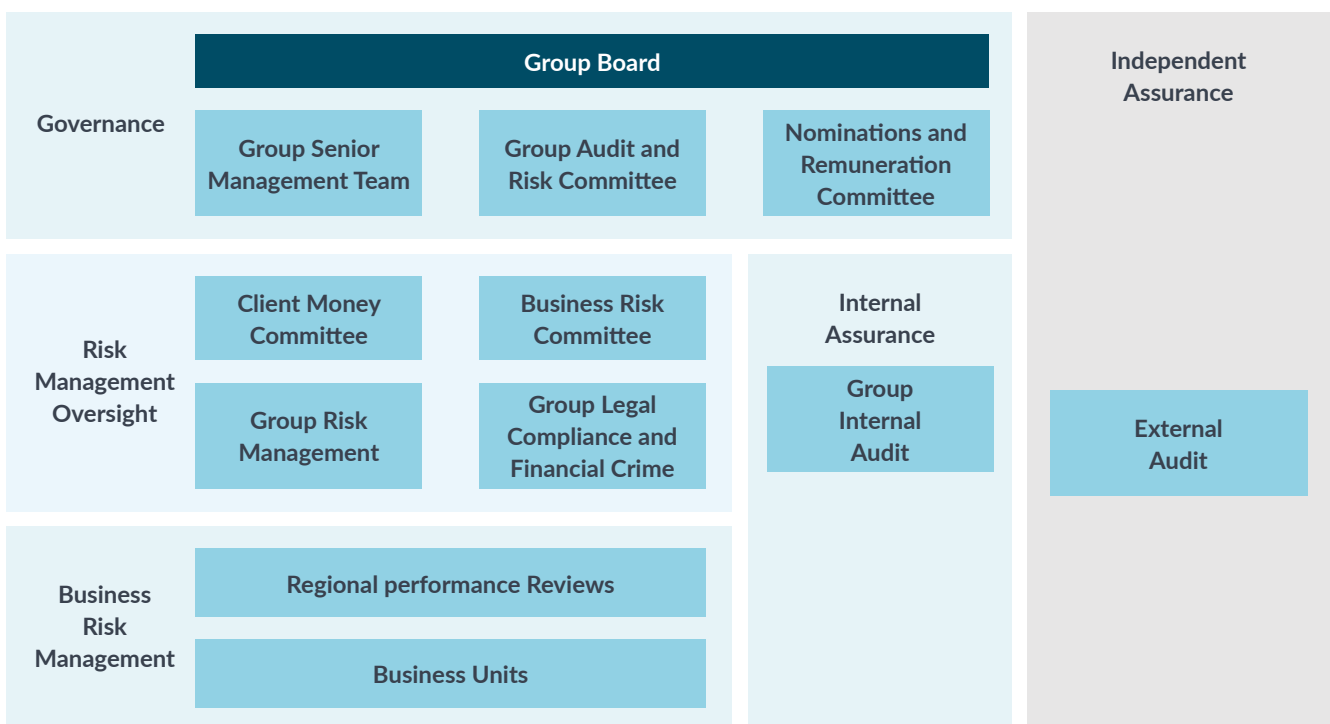 Group Board
Governance
Group Senior
Management Team
Group Audit and
Risk Committee
Nominations and
Remuneration
Committee
Risk
Management
Oversight
Client Money
Committee
Business Risk
Committee
Group Risk
Management
Group Legal
Compliance and
Financial Crime
Internal
Assurance
Group
Internal
Audit
Business
Risk
Management
Regional performance Reviews
Business Units
Independent
Assurance
External
Audit